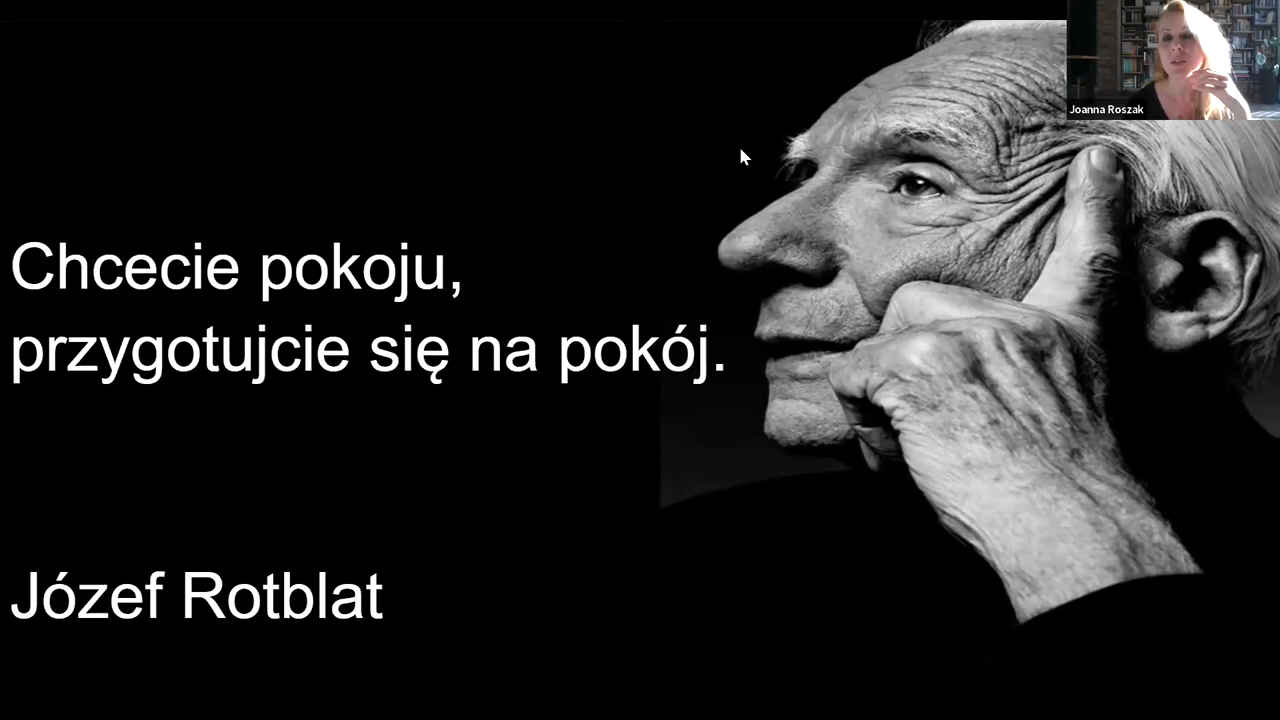 Joanna Roszak
Chcecie pokoju,
przygotujcie się na pokój.
Józef Rotblat